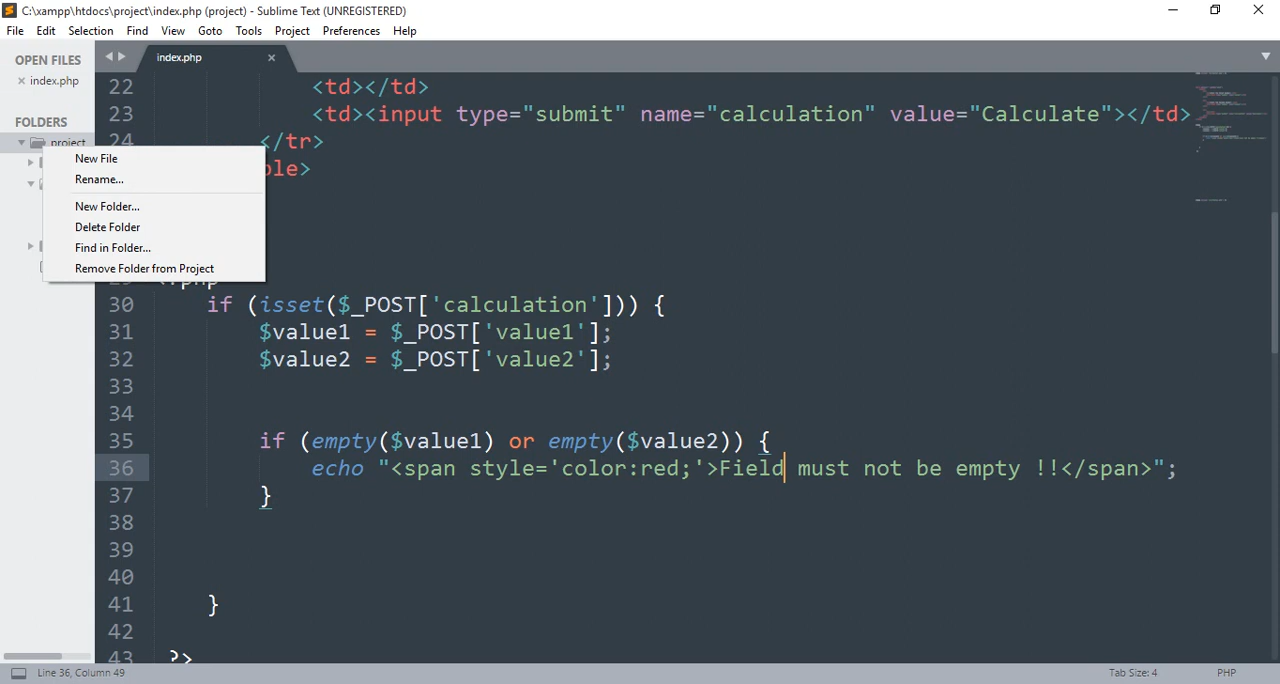 C:\xampp\htdocs\project\index.php (project) - Sublime Text (UNREGISTERED)
File Edit Selection Find View Goto Tools Project Preferences Help
OPEN FILES
index.php
FOLDERS
project
New File
Rename...
New Folder...
Delete Folder
Find in Folder...
Remove Folder from Project
index.php
22 <td></td>
23 <td><input type="submit" name="calculation" value="Calculate"></td>
24 </tr>
ble>
30 if (isset($_POST['calculation'])) {
31 $value1 = $_POST['value1'];
32 $value2 = $_POST['value2'];
33
34
35 if (empty($value1) or empty($value2)) {
36 echo "<span style='color:red;'>Field must not be empty !!</span>";
37 }
38
39
40
41 }
42
43 ?>
Line 36, Column 49
Tab Size: 4
PHP